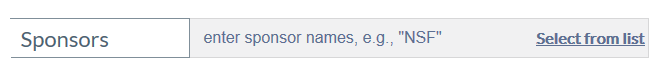 Sponsors enter sponsor names, e.g., "NSF" Select from list